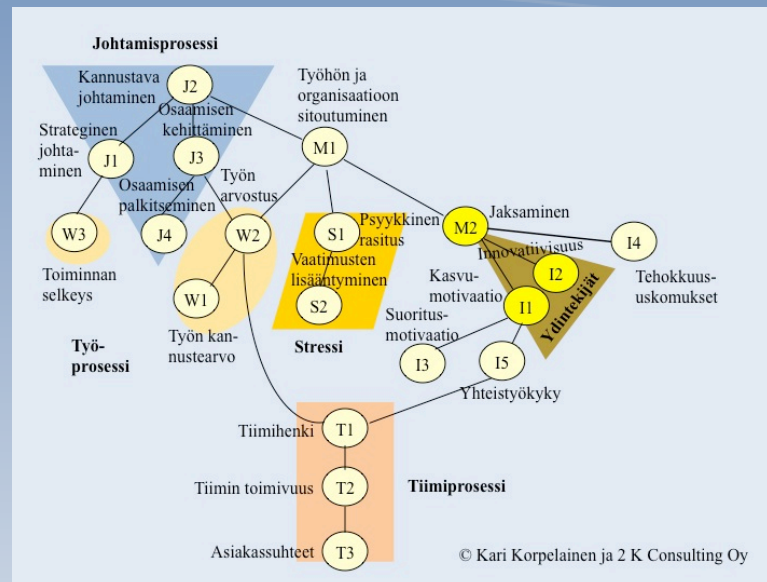 Johtamisprosessi
Kannustava
johtaminen
J2
Työhön ja
organisaatioon
sitoutuminen
Osaamisen
kehittäminen
Strateginen
johta-
minen
J1
J3
M1
Osaamisen
palkitseminen
Työn
arvostus
W3
J4
W2
S1
Psyykkinen
rasitus
M2
Jaksaminen
Innovatiivisuus
I4
Toiminnan
selkeys
Vaatimusten
lisääntyminen
Kasvu-
motivaatio
I2
Tehokkuus-
uskomukset
W1
S2
I1
Suoritus-
motivaatio
Ydintekijät
Työn kan-
nustearvo
Työ-
prosessi
Stressi
I3
I5
Yhteistyökyky
Tiimihenki
T1
Tiimin toimivuus
T2
Tiimiprosessi
Asiakassuhteet
T3
© Kari Korpelainen ja 2 K Consulting Oy